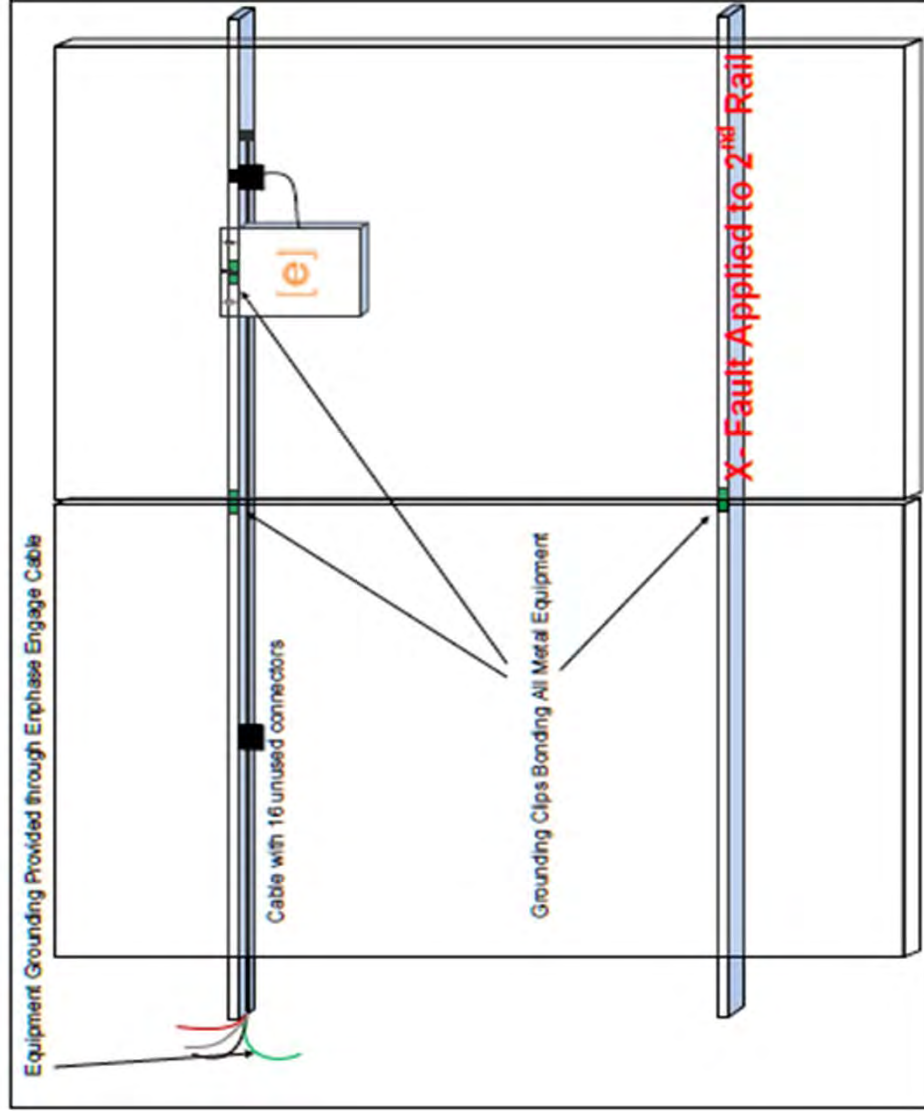 Equipment Grounding Provided through Enphase Engage Cable
Cable with 16 unused connectors
[e]
Grounding Clips Bonding All Metal Equipment
X- Fault Applied to 2nd Rail